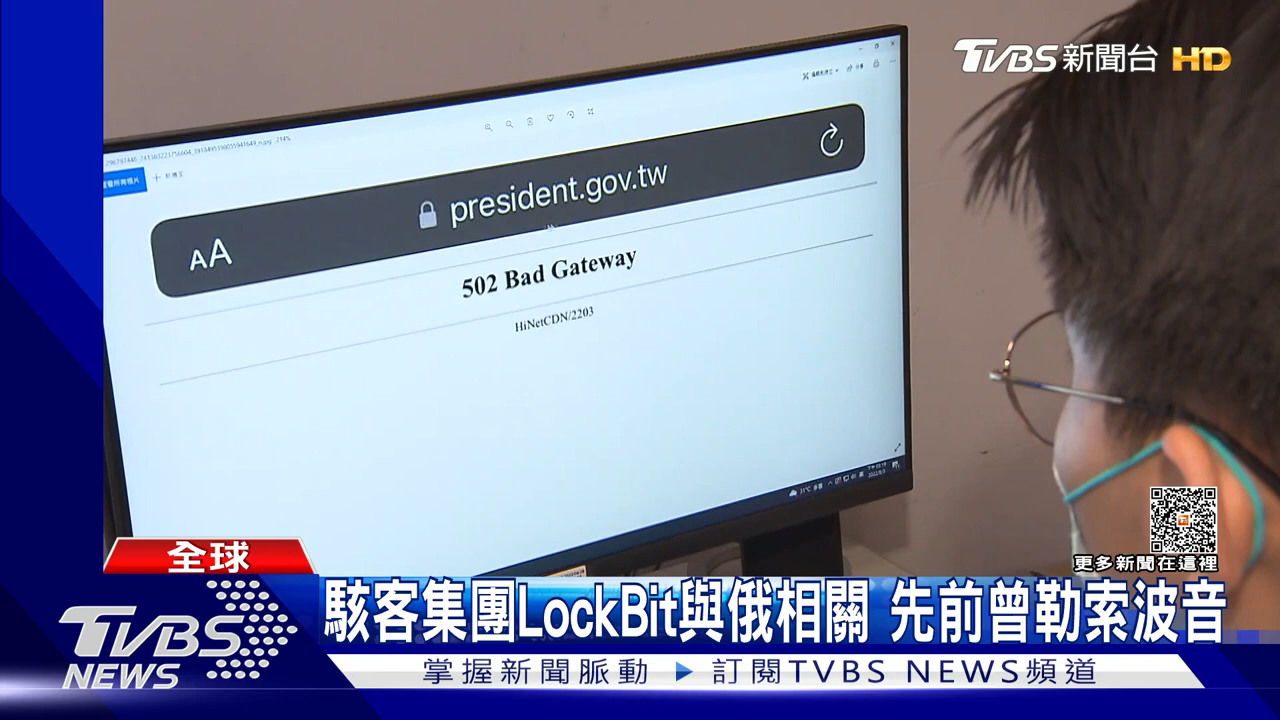 TVBS新聞台 HD
president.gov.tw
AA
502 Bad Gateway
HiNetCDN/2203
31°C
更多新聞在這裡
全球
TVBS NEWS
駭客集團LockBit與俄相關 先前曾勒索波音
掌握新聞脈動 ▶ 訂閱TVBS NEWS頻道